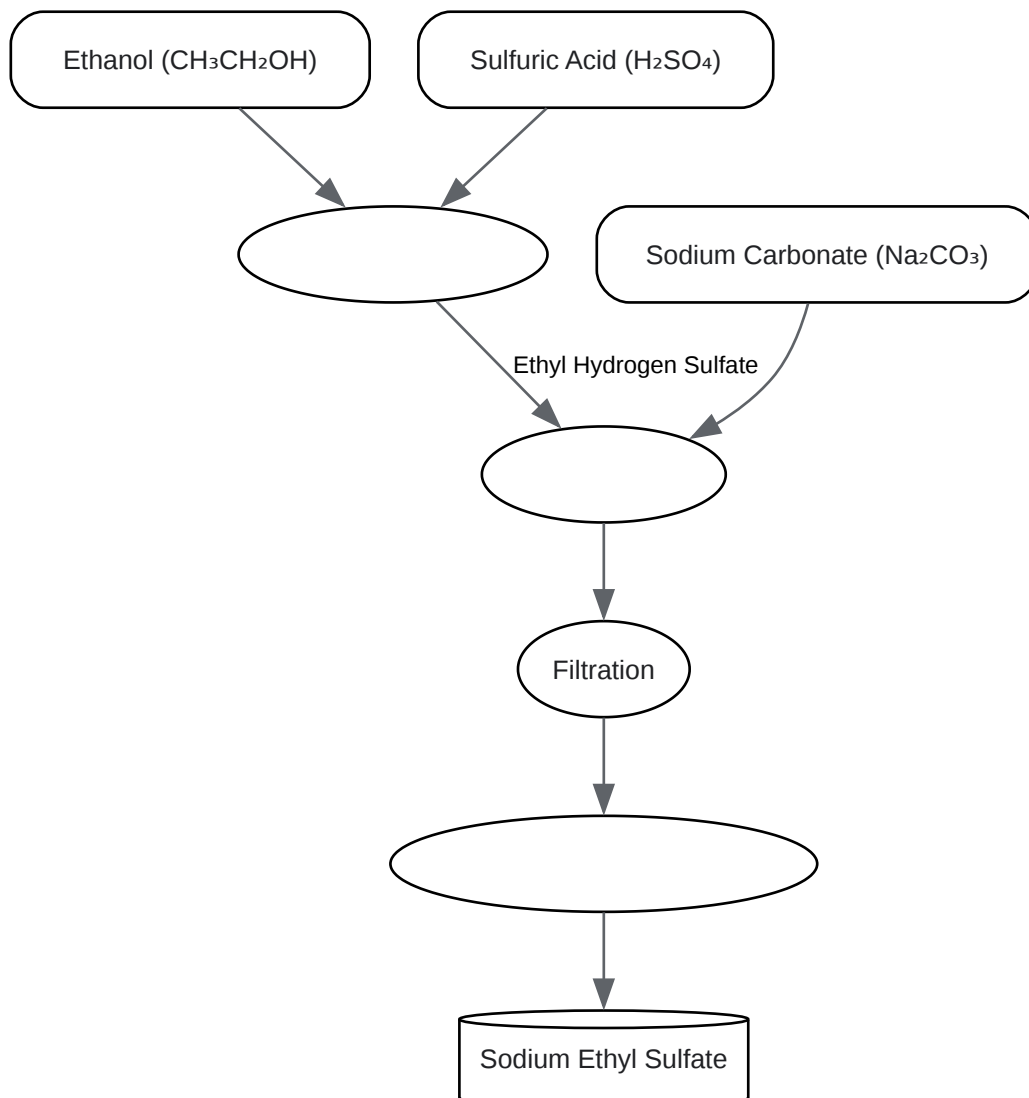 Ethanol (CH₃CH₂OH)
Sulfuric Acid (H₂SO₄)
Sodium Carbonate (Na₂CO₃)
Ethyl Hydrogen Sulfate
Filtration
Sodium Ethyl Sulfate